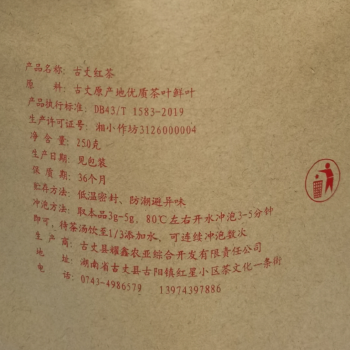 产品名称: 古丈红茶
原　　料: 古丈原产地优质茶叶鲜叶
产品执行标准: DB43/T 1583-2019
生产许可证号: 湘小作坊3126000004
净 含 量: 250克
生产日期: 见包装
保 质 期: 36个月
贮存方法: 低温密封、防潮避异味
冲泡方法: 取本品3g-5g, 80℃左右开水冲泡3-5分钟
即可, 待茶汤饮至1/3添加水, 可连续冲泡数次
生 产 商: 古丈县耀鑫农业综合开发有限责任公司
地　　址: 湖南省古丈县古阳镇红星小区茶文化一条街
电　　话: 0743-4986579　13974397886